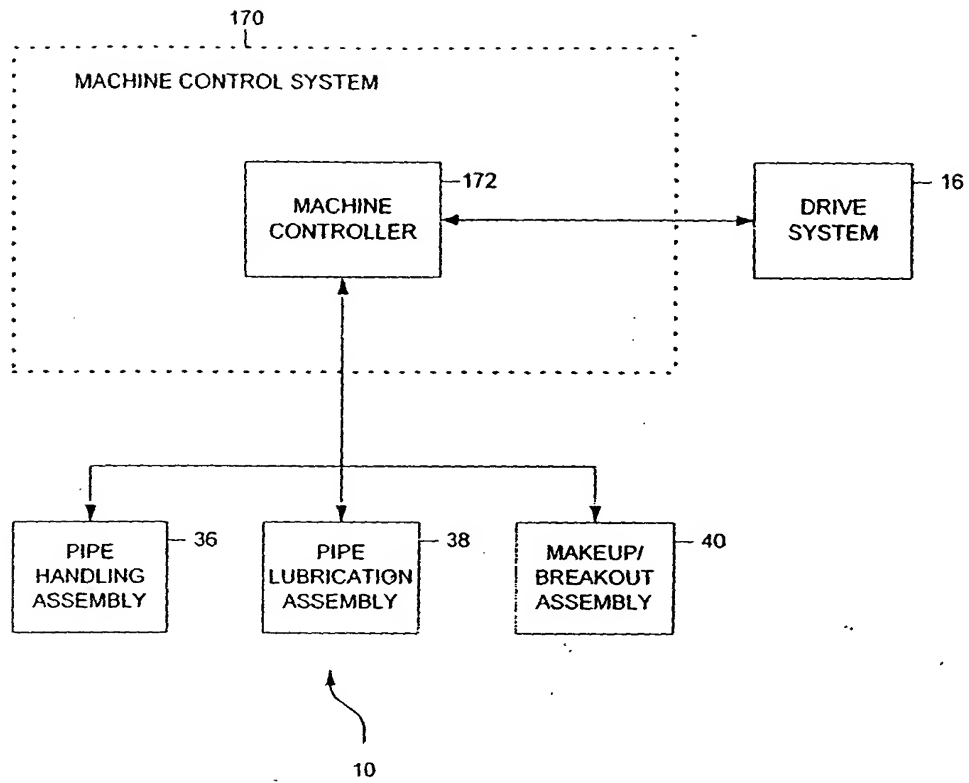 170
MACHINE CONTROL SYSTEM
172
MACHINE
CONTROLLER
16
DRIVE
SYSTEM
36
PIPE
HANDLING
ASSEMBLY
38
PIPE
LUBRICATION
ASSEMBLY
40
MAKEUP/
BREAKOUT
ASSEMBLY
10